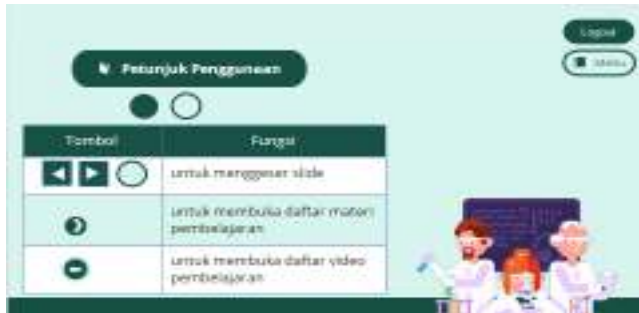 Logout
Menu
Petunjuk Penggunaan
Tombol
Fungsi
untuk menggeser slide
untuk membuka daftar materi
pembelajaran
untuk membuka daftar video
pembelajaran